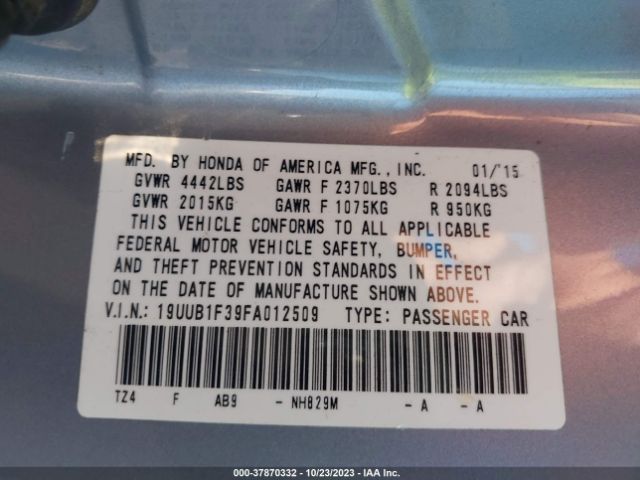 MFD. BY HONDA OF AMERICA MFG., INC. 01/'15
GVWR 4442LBS GAWR F 2370LBS R 2094LBS
GVWR 2015KG GAWR F 1075KG R 950KG
THIS VEHICLE CONFORMS TO ALL APPLICABLE
FEDERAL MOTOR VEHICLE SAFETY, BUMPER,
AND THEFT PREVENTION STANDARDS IN EFFECT
ON THE DATE OF MANUFACTURE SHOWN ABOVE.
V.I.N.: 19UUB1F39FA012509 TYPE: PASSENGER CAR
TZ4 F AB9 - NH829M - A - A
000-37870332 - 10/23/2023 - IAA Inc.